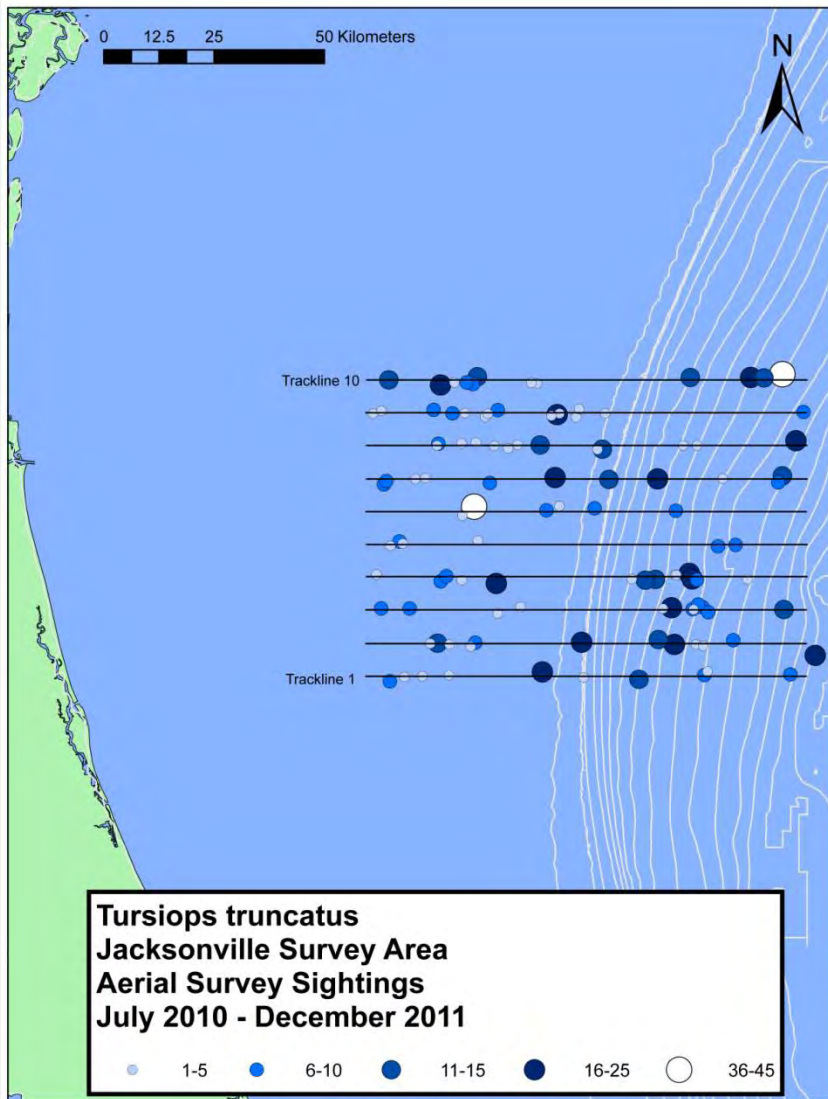 0 12.5 25 50 Kilometers
N
Trackline 10
Trackline 1
Tursiops truncatus
Jacksonville Survey Area
Aerial Survey Sightings
July 2010 - December 2011
1-5 6-10 11-15 16-25 36-45